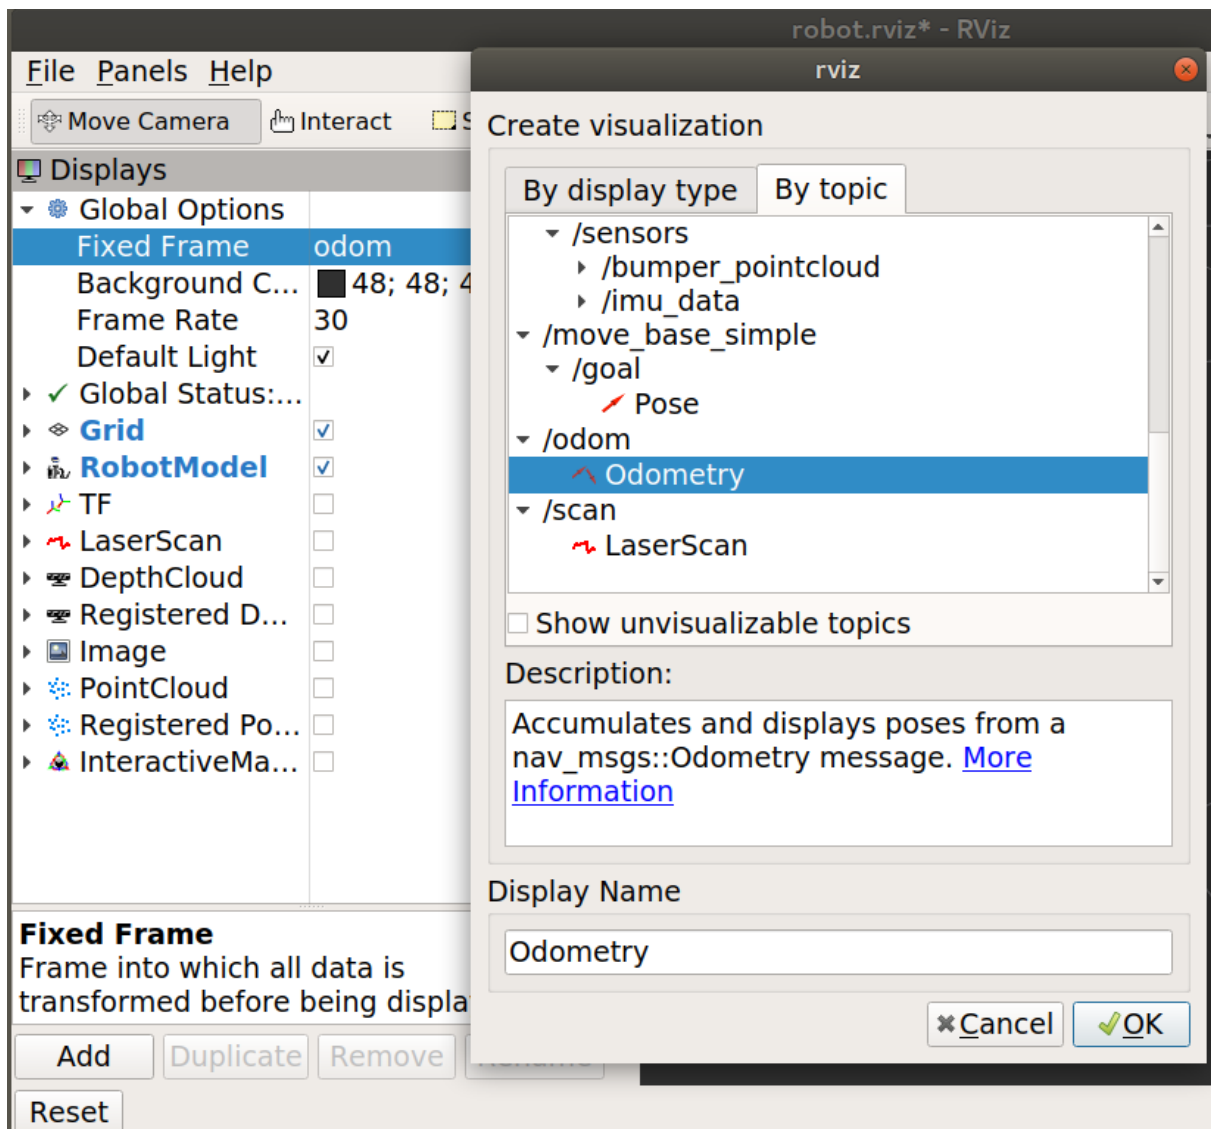 robot.rviz* - RViz
File Panels Help
Move Camera Interact S
Displays
Global Options
Fixed Frame odom
Background C... 48; 48; 4
Frame Rate 30
Default Light
Global Status:...
Grid
RobotModel
TF
LaserScan
DepthCloud
Registered D...
Image
PointCloud
Registered Po...
InteractiveMa...
Fixed Frame
Frame into which all data is
transformed before being displa
Add Duplicate Remove Rename
Reset
rviz
Create visualization
By display type By topic
/sensors
/bumper_pointcloud
/imu_data
/move_base_simple
/goal
Pose
/odom
Odometry
/scan
LaserScan
Show unvisualizable topics
Description:
Accumulates and displays poses from a
nav_msgs::Odometry message. More
Information
Display Name
Odometry
Cancel OK